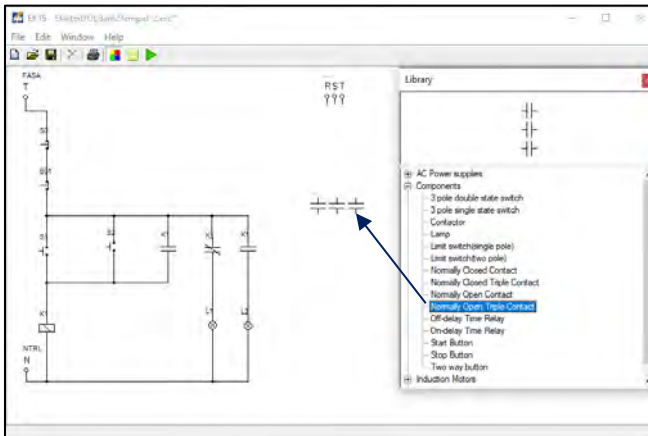 EKTS -
File Edit Window Help
FASA
T
R S T
K1
NTRL
N
Library
AC Power supplies
Components
3 pole double state switch
3 pole single state switch
Contactor
Lamp
Limit switch(single pole)
Limit switch(two pole)
Normally Closed Contact
Normally Closed Triple Contact
Normally Open Contact
Normally Open Triple Contact
Off-delay Time Relay
On-delay Time Relay
Start Button
Stop Button
Two way button
Induction Motors